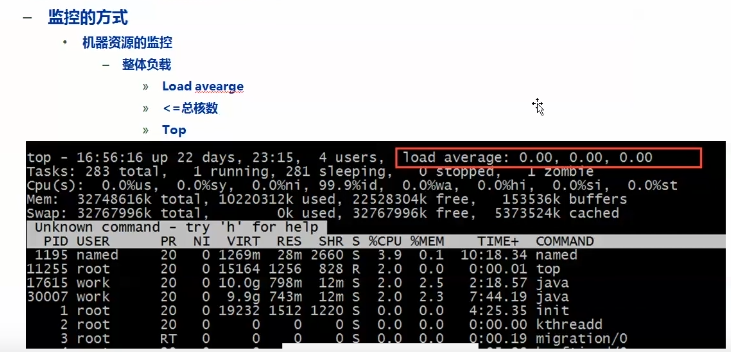 – 监控的方式
• 机器资源的监控
– 整体负载
» Load avearge
» <=总核数
» Top
top - 16:56:16 up 22 days, 23:15,  4 users,  load average: 0.00, 0.00, 0.00
Tasks: 283 total,   1 running, 281 sleeping,   0 stopped,   1 zombie
Cpu(s):  0.0%us,  0.0%sy,  0.0%ni, 99.9%id,  0.0%wa,  0.0%hi,  0.0%si,  0.0%st
Mem:  32748616k total, 10220312k used, 22528304k free,   153536k buffers
Swap: 32767996k total,        0k used, 32767996k free,  5373524k cached
Unknown command - try 'h' for help
PID USER      PR  NI  VIRT  RES  SHR S %CPU %MEM    TIME+  COMMAND
1195 named     20   0 1269m  28m 2660 S  3.9  0.1  10:18.34 named
11255 root      20   0 15164 1256  828 R  2.0  0.0   0:00.01 top
17615 work      20   0 10.0g 798m  12m S  2.0  2.5   2:18.57 java
30007 work      20   0  9.9g 743m  12m S  2.0  2.3   7:44.19 java
1 root      20   0 19232 1512 1220 S  0.0  0.0   4:25.35 init
2 root      20   0     0    0    0 S  0.0  0.0   0:00.00 kthreadd
3 root      RT   0     0    0    0 S  0.0  0.0   0:00.19 migration/0